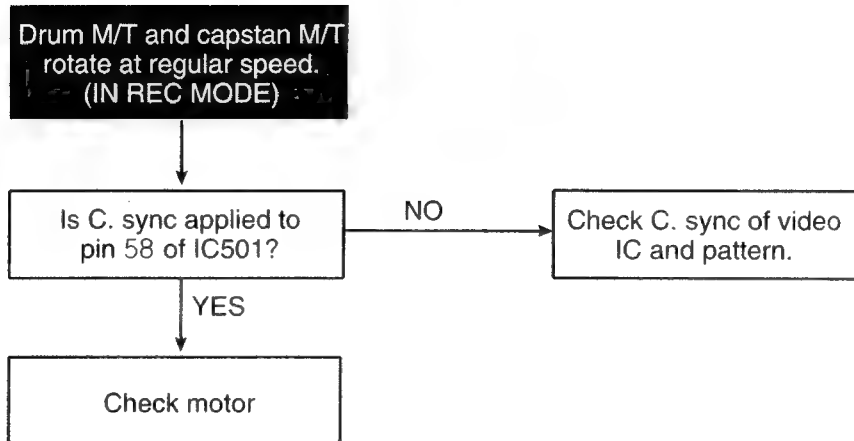 Drum M/T and capstan M/T
rotate at regular speed.
(IN REC MODE)
Is C. sync applied to
pin 58 of IC501?
NO
Check C. sync of video
IC and pattern.
YES
Check motor